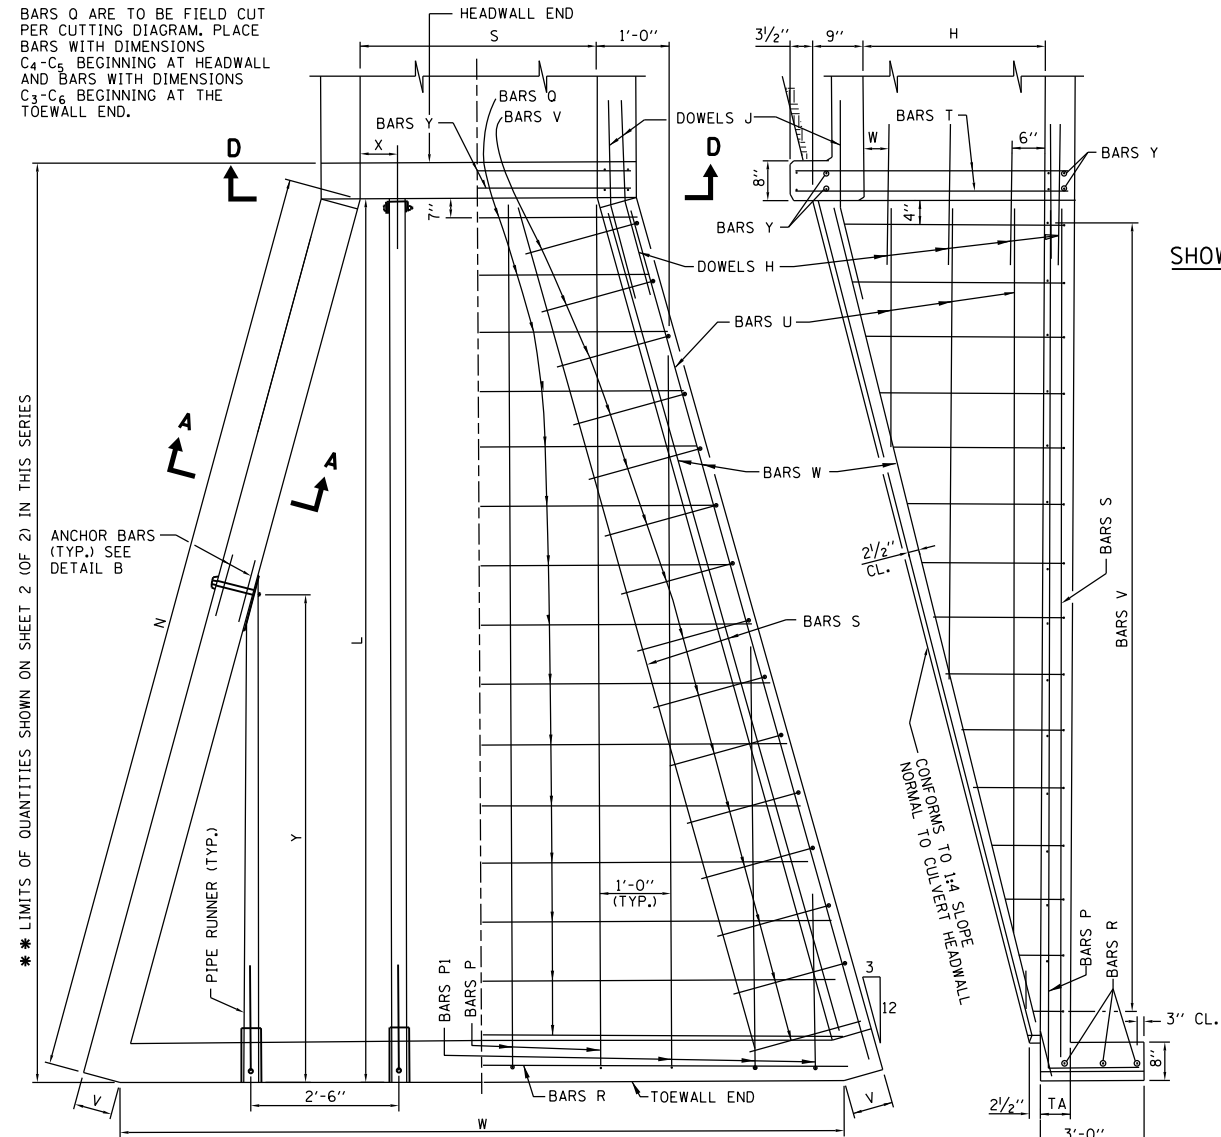 BARS Q ARE TO BE FIELD CUT
PER CUTTING DIAGRAM. PLACE
BARS WITH DIMENSIONS
C4-C5 BEGINNING AT HEADWALL
AND BARS WITH DIMENSIONS
C3-C6 BEGINNING AT THE
TOEWALL END.
HEADWALL END
S
1'-0"
3½"
9"
H
BARS Q
BARS V
BARS Y
DOWELS J
BARS T
W
6"
BARS Y
X
D
D
8"
7"
4"
BARS Y
DOWELS H
SHOW
BARS U
** LIMITS OF QUANTITIES SHOWN ON SHEET 2 (OF 2) IN THIS SERIES
A
A
BARS W
ANCHOR BARS
(TYP.) SEE
DETAIL B
2½"
CL.
BARS S
BARS V
N
L
BARS S
Y
PIPE RUNNER (TYP.)
CONFORMS TO 1:4 SLOPE
NORMAL TO CULVERT HEADWALL
1'-0"
(TYP.)
BARS P1
BARS P
3
12
BARS P
BARS R
3" CL.
8"
V
2'-6"
BARS R
TOEWALL END
V
W
2½"
TA
3'-0"